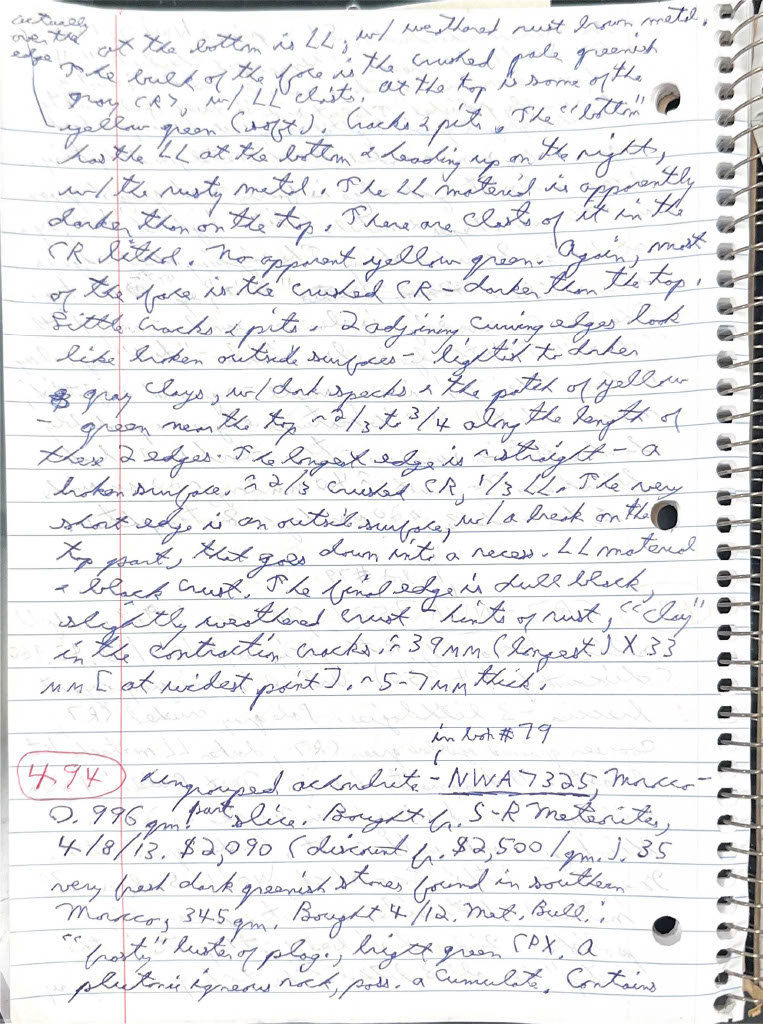 actually
over the
edge
at the bottom is LL, w/ weathered rust brown metal.
The bulk of the face is the crushed pale greenish
gray CR7, w/ LL clasts. At the top is some of the
yellow green (soft). Cracks & pits. The "bottom"
has the LL at the bottom & heading up on the right,
w/ the rusty metal. The LL material is apparently
darker than on the top. There are clasts of it in the
CR lithol. No apparent yellow green. Again, most
of the face is the crushed CR - darker than the top.
Little cracks & pits. 2 adjoining curving edges look
like broken outside surfaces - lightish to darker
gray clays, w/ dark specks & the patch of yellow
- green near the top ~ 2/3 to 3/4 along the length of
these 2 edges. The longest edge is ~ straight - a
broken surface. ~ 2/3 crushed CR, 1/3 LL. The very
short edge is an outside surface, w/ a break on the
top part, that goes down into a recess. LL material
& black crust. The final edge is dull black,
slightly weathered crust - hints of rust, "clay"
in the contraction cracks. ~ 39 mm (longest) X 33
mm [at widest point]. ~ 5-7 mm thick.
in box # 79
494 ungrouped achondrite - NWA 7325, Morocco -
0.996 gm. part slice. Bought fr. S-R Meteorites,
4/8/13. $2,090 (discount fr. $2,500/gm.). 35
very fresh dark greenish stones found in southern
Morocco, 345 gm. Bought 4/12. Met. Bull.:
"frosty" luster of plag., bright green CPX. A
plutonic igneous rock, poss. a cumulate. Contains